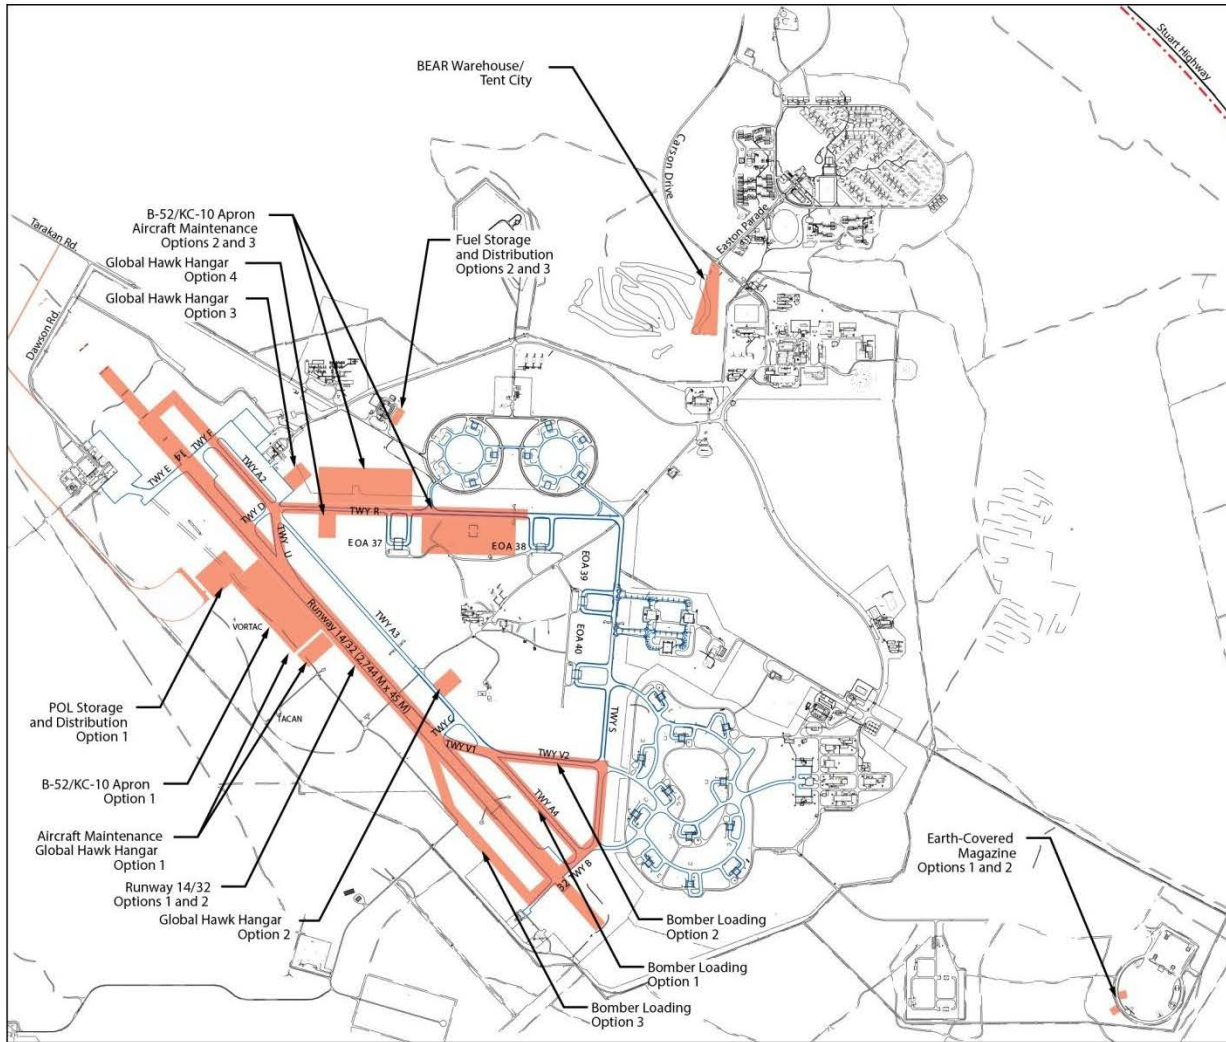 Stuart Highway
BEAR Warehouse/
Tent City
Carson Drive
Easton Parade
B-52/KC-10 Apron
Aircraft Maintenance
Options 2 and 3
Fuel Storage
and Distribution
Options 2 and 3
Tarakan Rd.
Global Hawk Hangar
Option 4
Global Hawk Hangar
Option 3
Dawson Rd.
14
TWY F
TWY E
TWY A2
TWY D
TWY U
TWY R
EOA 37
EOA 38
EOA 39
EOA 40
TWY A3
Runway 14/32 (2,744 M.x 45 M)
VORTAC
TACAN
TWY C
TWY V1
TWY V2
TWY S
TWY A4
TWY B
32
POL Storage
and Distribution
Option 1
B-52/KC-10 Apron
Option 1
Aircraft Maintenance
Global Hawk Hangar
Option 1
Runway 14/32
Options 1 and 2
Global Hawk Hangar
Option 2
Earth-Covered
Magazine
Options 1 and 2
Bomber Loading
Option 2
Bomber Loading
Option 1
Bomber Loading
Option 3